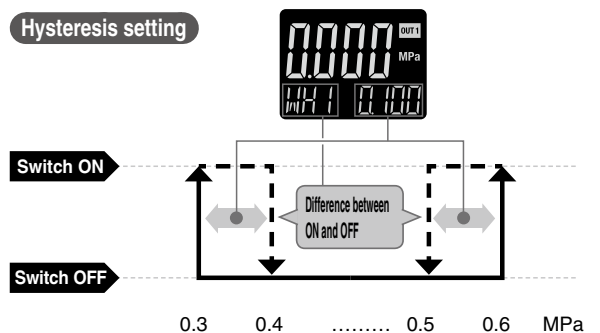 Hysteresis setting
0.000
OUT1
MPa
WH1 0.100
Switch ON
Difference between
ON and OFF
Switch OFF
0.3 0.4 ……… 0.5 0.6 MPa